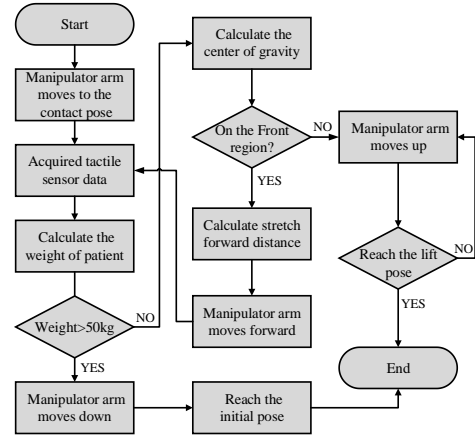 Start
Manipulator arm
moves to the
contact pose
Acquired tactile
sensor data
Calculate the
weight of patient
Weight>50kg
NO
YES
Manipulator arm
moves down
Calculate the
center of gravity
On the Front
region?
NO
YES
Calculate stretch
forward distance
Manipulator arm
moves forward
Reach the
initial pose
Manipulator arm
moves up
Reach the lift
pose
NO
YES
End